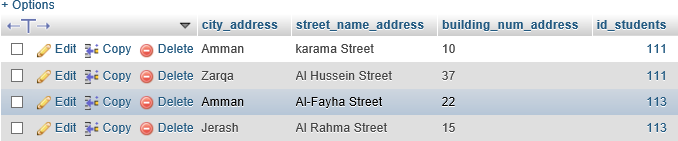 + Options
city_address street_name_address building_num_address id_students
Edit Copy Delete Amman karama Street 10 111
Edit Copy Delete Zarqa Al Hussein Street 37 111
Edit Copy Delete Amman Al-Fayha Street 22 113
Edit Copy Delete Jerash Al Rahma Street 15 113